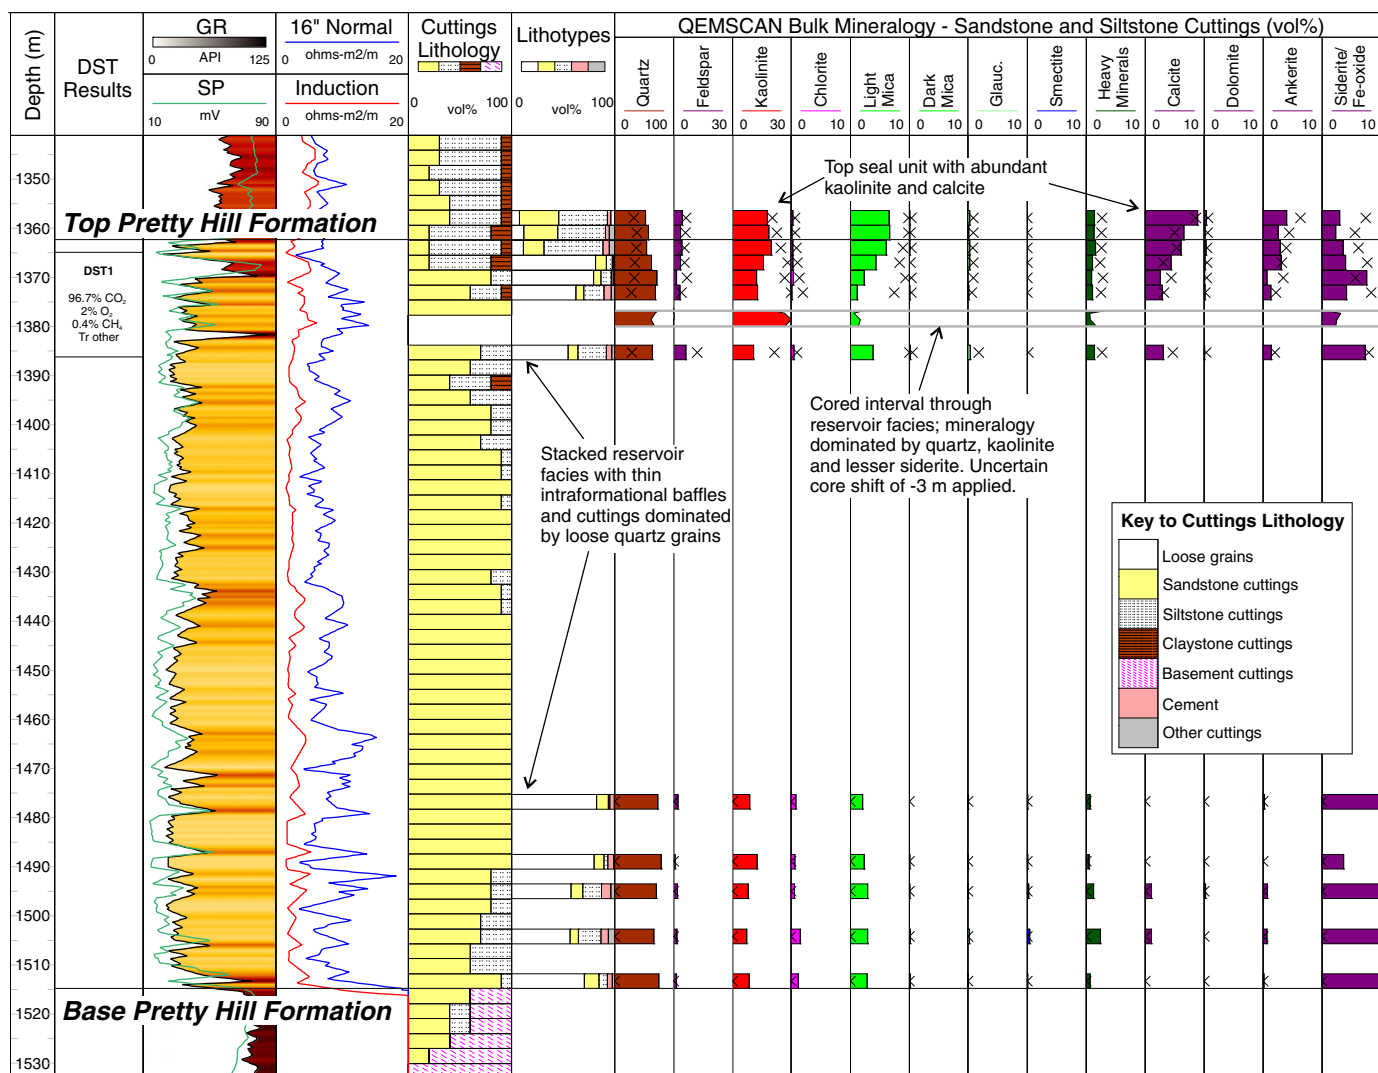 Depth (m)
DST
Results
GR
0 API 125
SP
10 mV 90
16" Normal
0 ohms-m2/m 20
Induction
0 ohms-m2/m 20
Cuttings
Lithology
0 vol% 100
Lithotypes
0 vol% 100
QEMSCAN Bulk Mineralogy - Sandstone and Siltstone Cuttings (vol%)
Quartz
0 100
Feldspar
0 30
Kaolinite
0 30
Chlorite
0 10
Light
Mica
0 10
Dark
Mica
0 10
Glauc.
0 10
Smectite
0 10
Heavy
Minerals
0 10
Calcite
0 10
Dolomite
0 10
Ankerite
0 10
Siderite/
Fe-oxide
0 10
1350
1360
1370
1380
1390
1400
1410
1420
1430
1440
1450
1460
1470
1480
1490
1500
1510
1520
1530
Top Pretty Hill Formation
DST1
96.7% CO₂
2% O₂
0.4% CH₄
Tr other
Top seal unit with abundant
kaolinite and calcite
Cored interval through
reservoir facies; mineralogy
dominated by quartz, kaolinite
and lesser siderite. Uncertain
core shift of -3 m applied.
Stacked reservoir
facies with thin
intraformational baffles
and cuttings dominated
by loose quartz grains
Key to Cuttings Lithology
Loose grains
Sandstone cuttings
Siltstone cuttings
Claystone cuttings
Basement cuttings
Cement
Other cuttings
Base Pretty Hill Formation